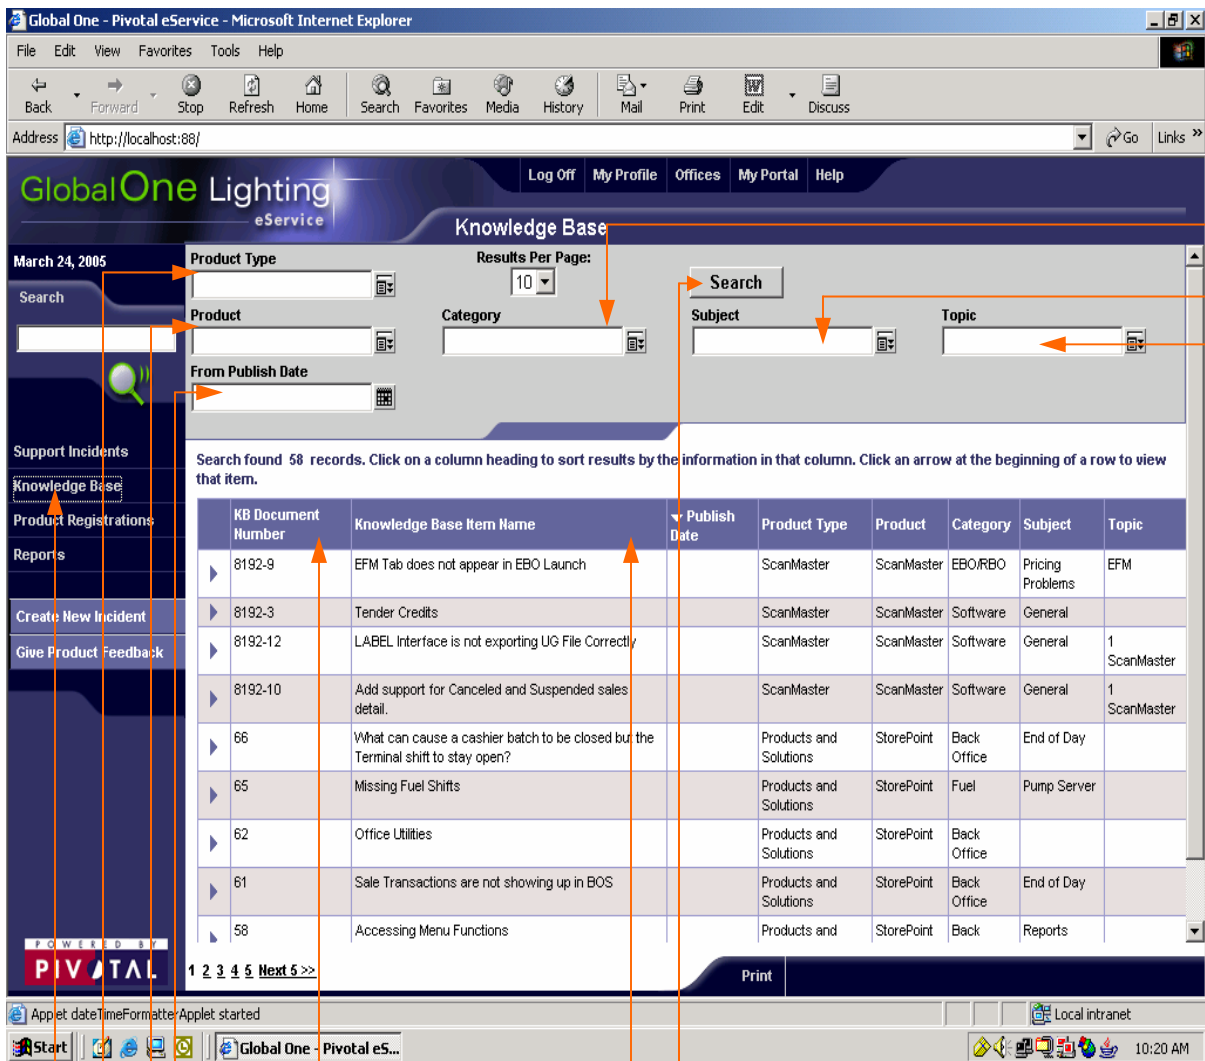 Global One - Pivotal eService - Microsoft Internet Explorer
File Edit View Favorites Tools Help
Back Forward Stop Refresh Home Search Favorites Media History Mail Print Edit Discuss
Address http://localhost:88/ Go Links »
GlobalOne Lighting
eService
Log Off My Profile Offices My Portal Help
Knowledge Base
March 24, 2005
Search
Support Incidents
Knowledge Base
Product Registrations
Reports
Create New Incident
Give Product Feedback
POWERED BY
PIVOTAL
Product Type Results Per Page:
10 Search
Product Category Subject Topic
From Publish Date
Search found 58 records. Click on a column heading to sort results by the information in that column. Click an arrow at the beginning of a row to view
that item.
KB Document Number Knowledge Base Item Name Publish Date Product Type Product Category Subject Topic
8192-9 EFM Tab does not appear in EBO Launch ScanMaster ScanMaster EBO/RBO Pricing Problems EFM
8192-3 Tender Credits ScanMaster ScanMaster Software General
8192-12 LABEL Interface is not exporting UG File Correctly ScanMaster ScanMaster Software General 1 ScanMaster
8192-10 Add support for Canceled and Suspended sales detail. ScanMaster ScanMaster Software General 1 ScanMaster
66 What can cause a cashier batch to be closed but the Terminal shift to stay open? Products and Solutions StorePoint Back Office End of Day
65 Missing Fuel Shifts Products and Solutions StorePoint Fuel Pump Server
62 Office Utilities Products and Solutions StorePoint Back Office
61 Sale Transactions are not showing up in BOS Products and Solutions StorePoint Back Office End of Day
58 Accessing Menu Functions Products and StorePoint Back Reports
1 2 3 4 5 Next 5 >>
Print
Applet dateTimeFormatterApplet started Local intranet
Start Global One - Pivotal eS... 10:20 AM